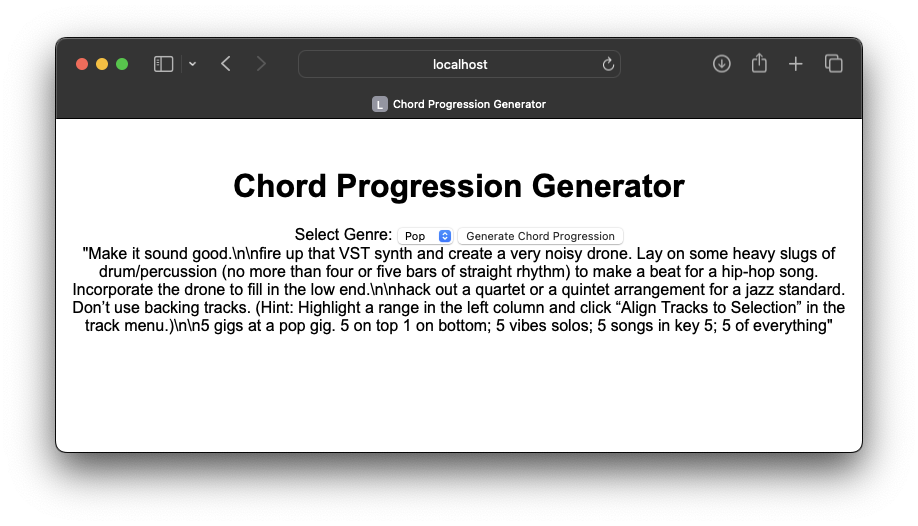 localhost
L Chord Progression Generator
Chord Progression Generator
Select Genre: Pop Generate Chord Progression
"Make it sound good.\n\nfire up that VST synth and create a very noisy drone. Lay on some heavy slugs of
drum/percussion (no more than four or five bars of straight rhythm) to make a beat for a hip-hop song.
Incorporate the drone to fill in the low end.\n\nhack out a quartet or a quintet arrangement for a jazz standard.
Don’t use backing tracks. (Hint: Highlight a range in the left column and click “Align Tracks to Selection” in the
track menu.)\n\n5 gigs at a pop gig. 5 on top 1 on bottom; 5 vibes solos; 5 songs in key 5; 5 of everything"